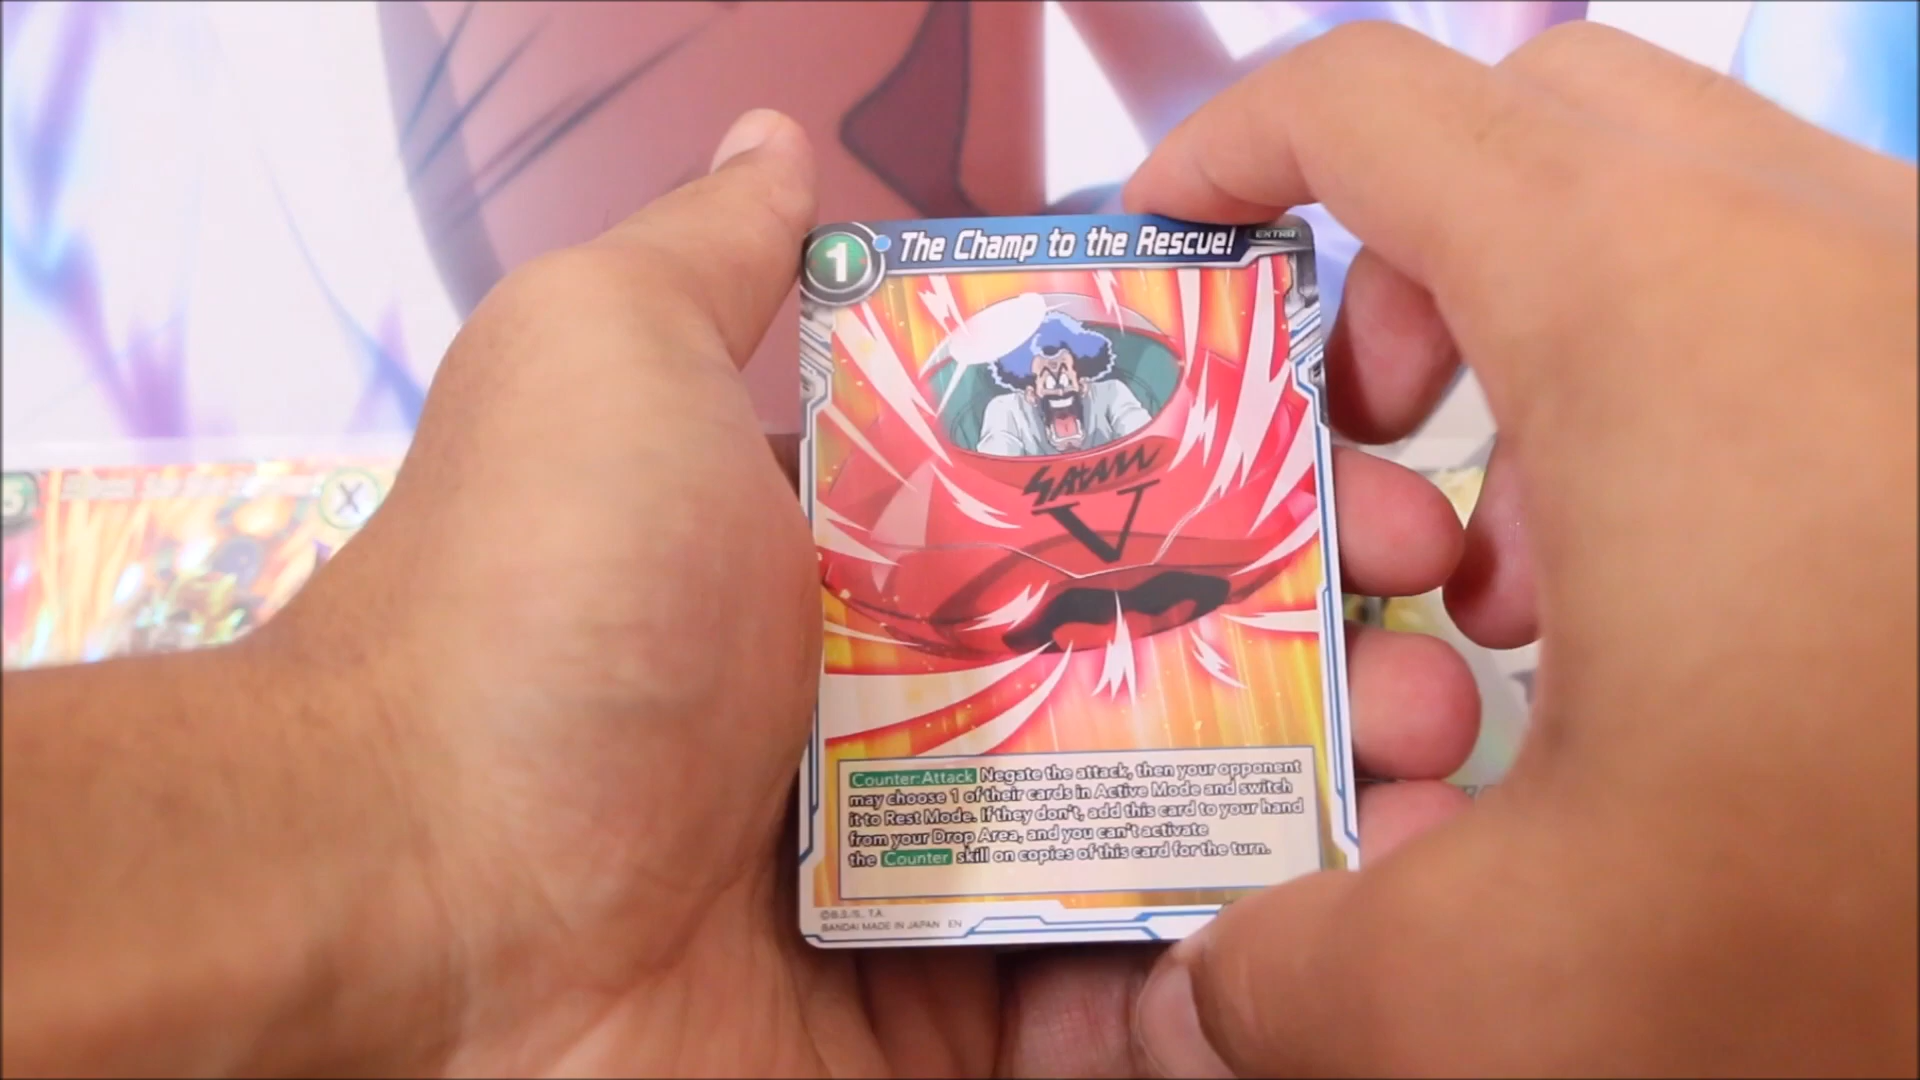 1
The Champ to the Rescue!
EXTRA
SATAN
V
X
Counter:Attack Negate the attack, then your opponent
may choose 1 of their cards in Active Mode and switch
it to Rest Mode. If they don't, add this card to your hand
from your Drop Area, and you can't activate
the Counter skill on copies of this card for the turn.
©B.S./S., T.A.
BANDAI MADE IN JAPAN EN